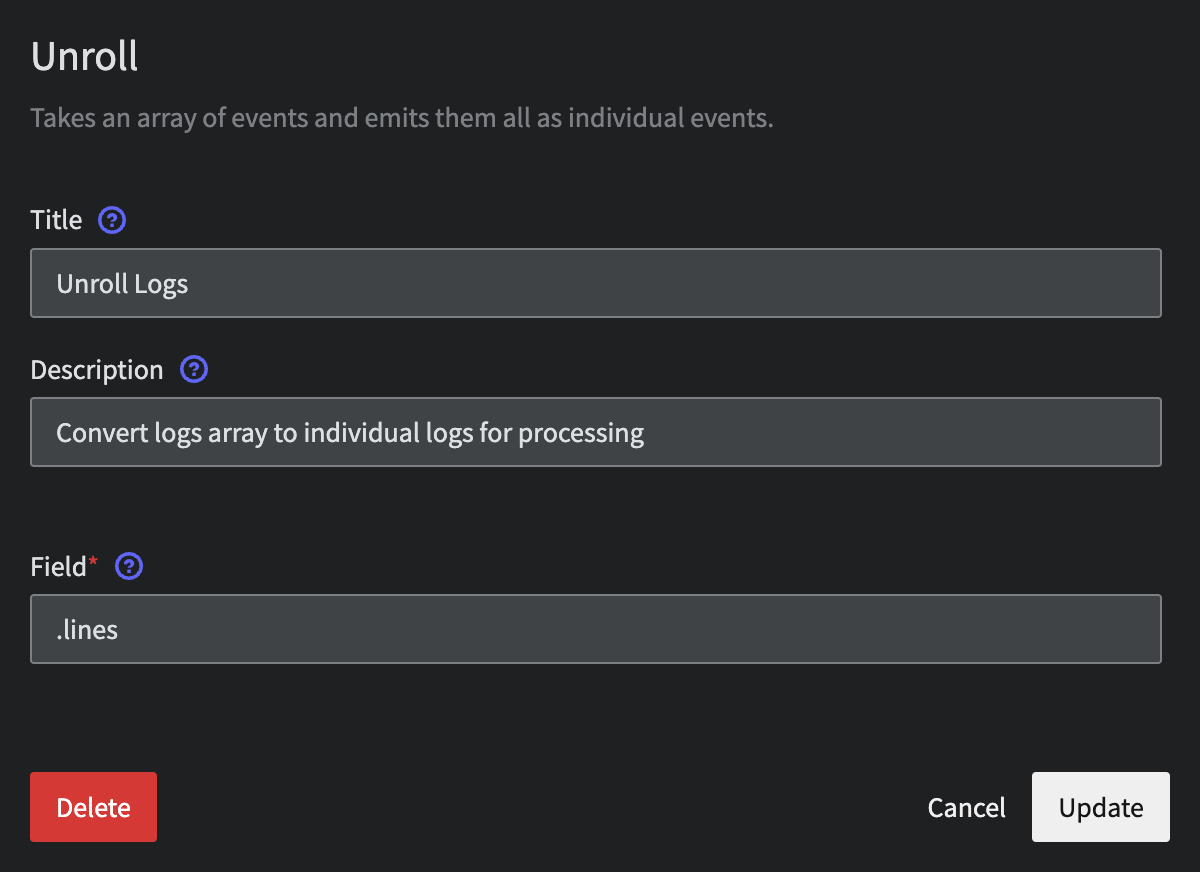 Unroll
Takes an array of events and emits them all as individual events.
Title ?
Unroll Logs
Description ?
Convert logs array to individual logs for processing
Field* ?
.lines
Delete
Cancel
Update